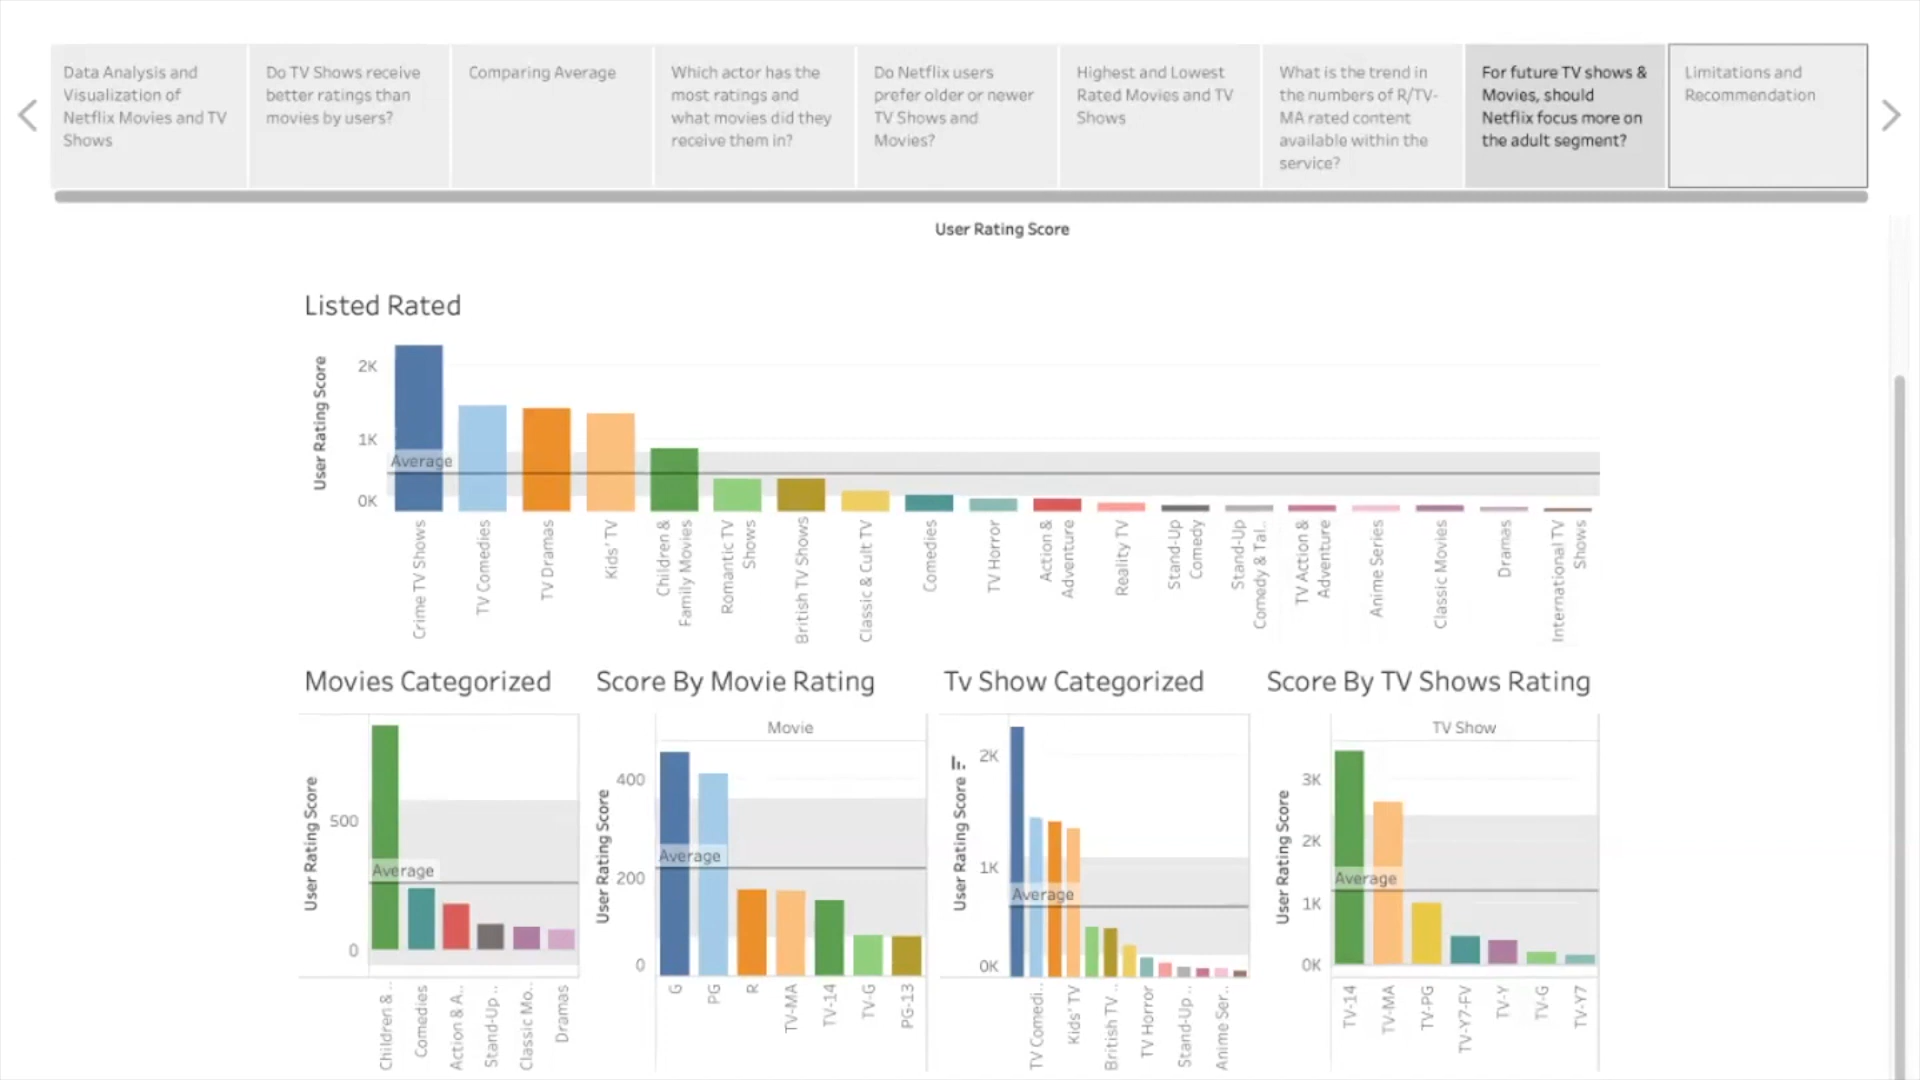 Data Analysis and
Visualization of
Netflix Movies and TV
Shows
Do TV Shows receive
better ratings than
movies by users?
Comparing Average
Which actor has the
most ratings and
what movies did they
receive them in?
Do Netflix users
prefer older or newer
TV Shows and
Movies?
Highest and Lowest
Rated Movies and TV
Shows
What is the trend in
the numbers of R/TV-
MA rated content
available within the
service?
For future TV shows &
Movies, should
Netflix focus more on
the adult segment?
Limitations and
Recommendation
User Rating Score
Listed Rated
User Rating Score
2K
1K
0K
Average
Crime TV Shows
TV Comedies
TV Dramas
Kids' TV
Children &
Family Movies
Romantic TV
Shows
British TV Shows
Classic & Cult TV
Comedies
TV Horror
Action &
Adventure
Reality TV
Stand-Up
Comedy
Stand-Up
Comedy & Tal..
TV Action &
Adventure
Anime Series
Classic Movies
Dramas
International TV
Shows
Movies Categorized
User Rating Score
500
0
Average
Children & ..
Comedies
Action & A..
Stand-Up ..
Classic Mo..
Dramas
Score By Movie Rating
Movie
User Rating Score
400
200
0
Average
G
PG
R
TV-MA
TV-14
TV-G
PG-13
Tv Show Categorized
User Rating Score
2K
1K
0K
Average
TV Comedi..
Kids' TV
British TV ..
TV Horror
Stand-Up ..
Anime Ser..
Score By TV Shows Rating
TV Show
User Rating Score
3K
2K
1K
0K
Average
TV-14
TV-MA
TV-PG
TV-Y7-FV
TV-Y
TV-G
TV-Y7